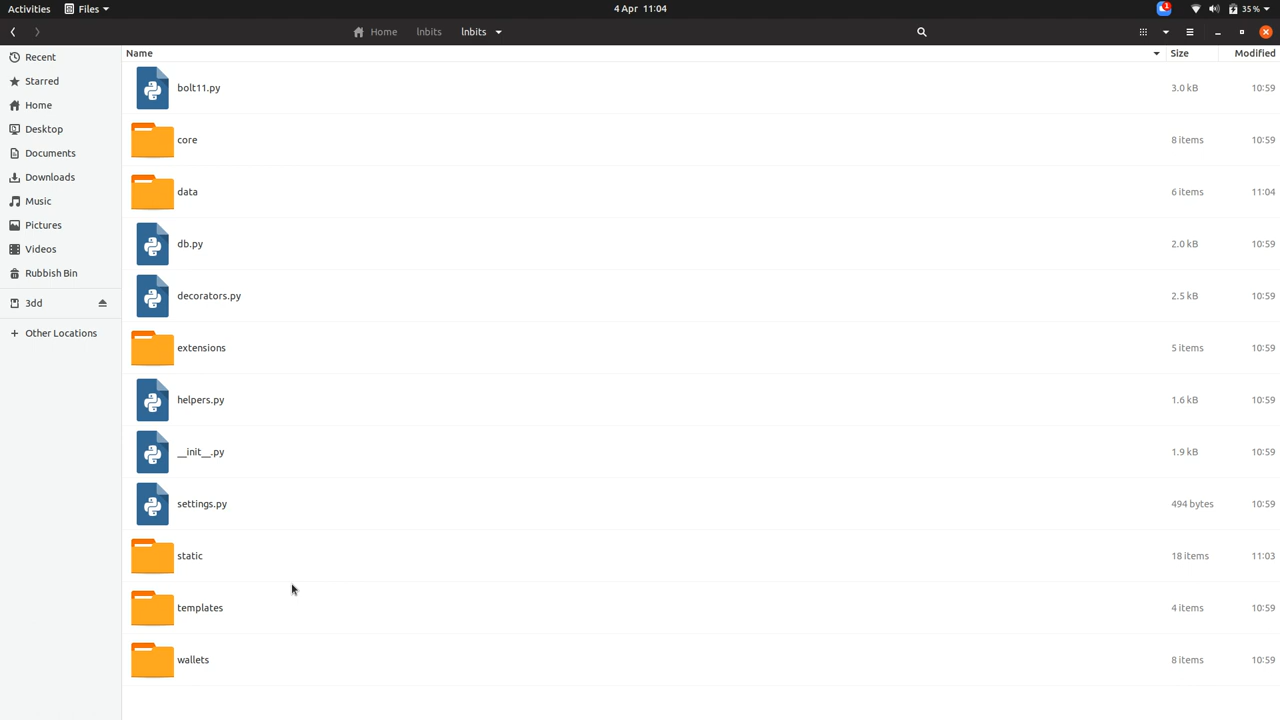 Activities Files 4 Apr 11:04 1 35 %
Home lnbits lnbits
Name Size Modified
Recent
Starred
Home
Desktop
Documents
Downloads
Music
Pictures
Videos
Rubbish Bin
3dd
+ Other Locations
bolt11.py 3.0 kB 10:59
core 8 items 10:59
data 6 items 11:04
db.py 2.0 kB 10:59
decorators.py 2.5 kB 10:59
extensions 5 items 10:59
helpers.py 1.6 kB 10:59
__init__.py 1.9 kB 10:59
settings.py 494 bytes 10:59
static 18 items 11:03
templates 4 items 10:59
wallets 8 items 10:59